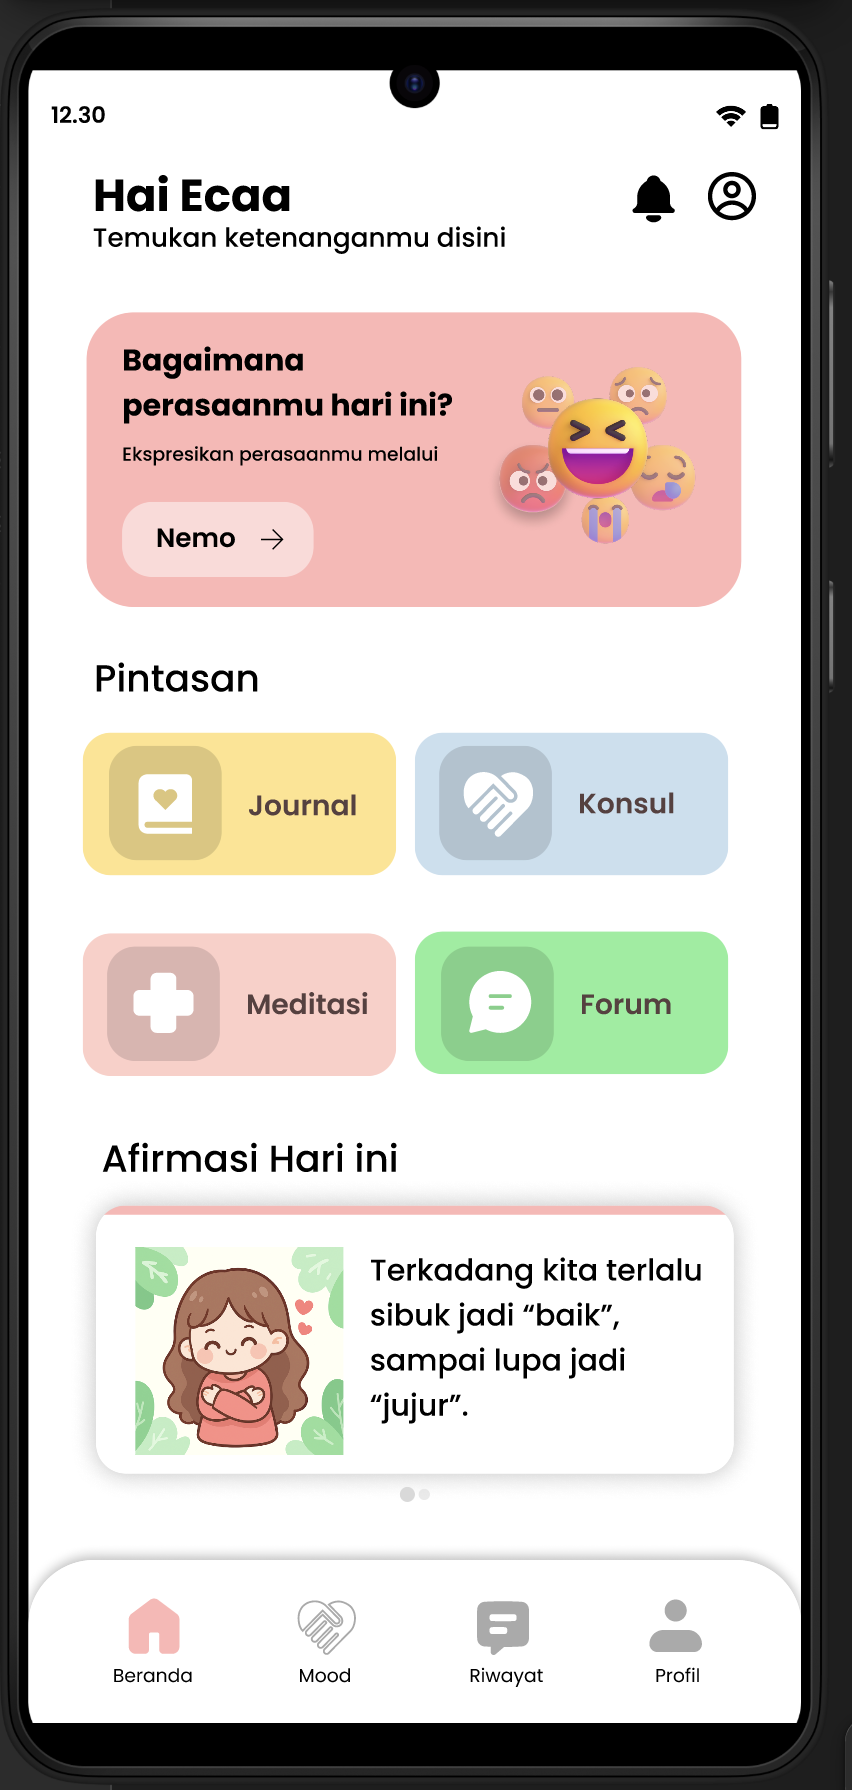 12.30
Hai Ecaa
Temukan ketenanganmu disini
Bagaimana
perasaanmu hari ini?
Ekspresikan perasaanmu melalui
Nemo
Pintasan
Journal
Konsul
Meditasi
Forum
Afirmasi Hari ini
Terkadang kita terlalu
sibuk jadi “baik”,
sampai lupa jadi
“jujur”.
Beranda
Mood
Riwayat
Profil